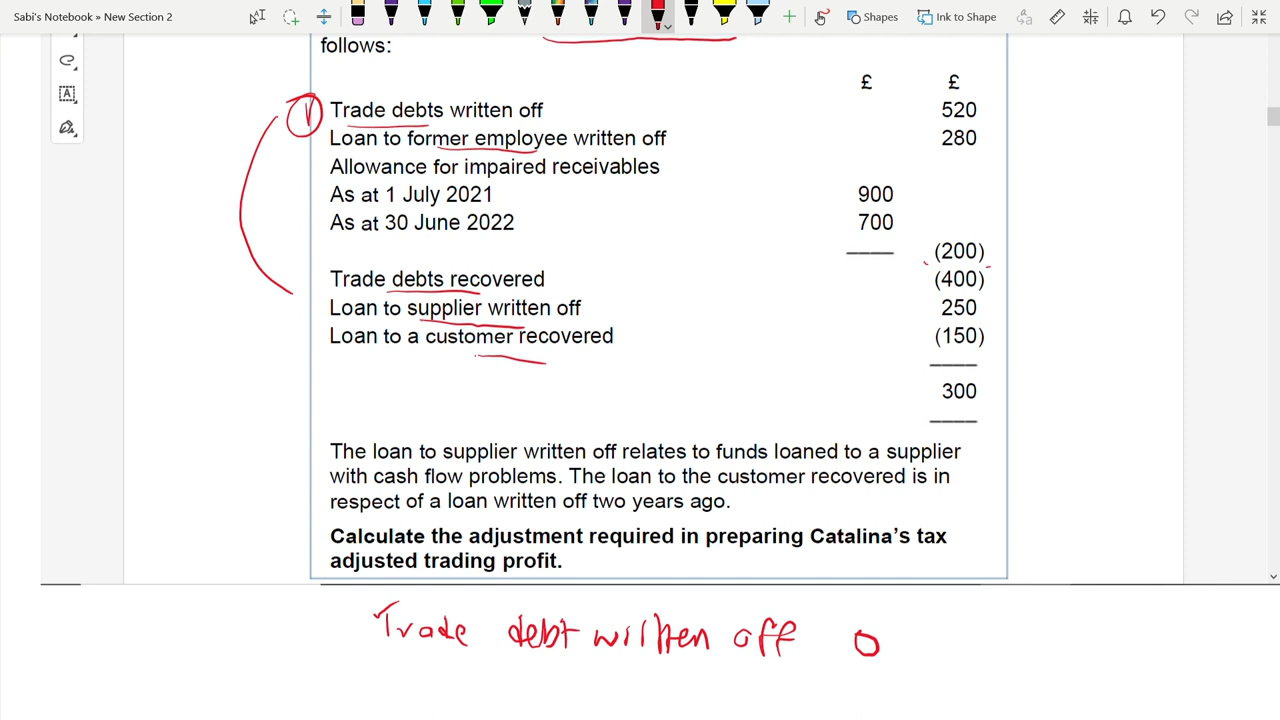 Sabi's Notebook » New Section 2
Shapes
Ink to Shape
follows:
£ £
Trade debts written off 520
Loan to former employee written off 280
Allowance for impaired receivables
As at 1 July 2021 900
As at 30 June 2022 700
(200)
Trade debts recovered (400)
Loan to supplier written off 250
Loan to a customer recovered (150)
300
The loan to supplier written off relates to funds loaned to a supplier
with cash flow problems. The loan to the customer recovered is in
respect of a loan written off two years ago.
Calculate the adjustment required in preparing Catalina's tax
adjusted trading profit.
Trade debt written off 0